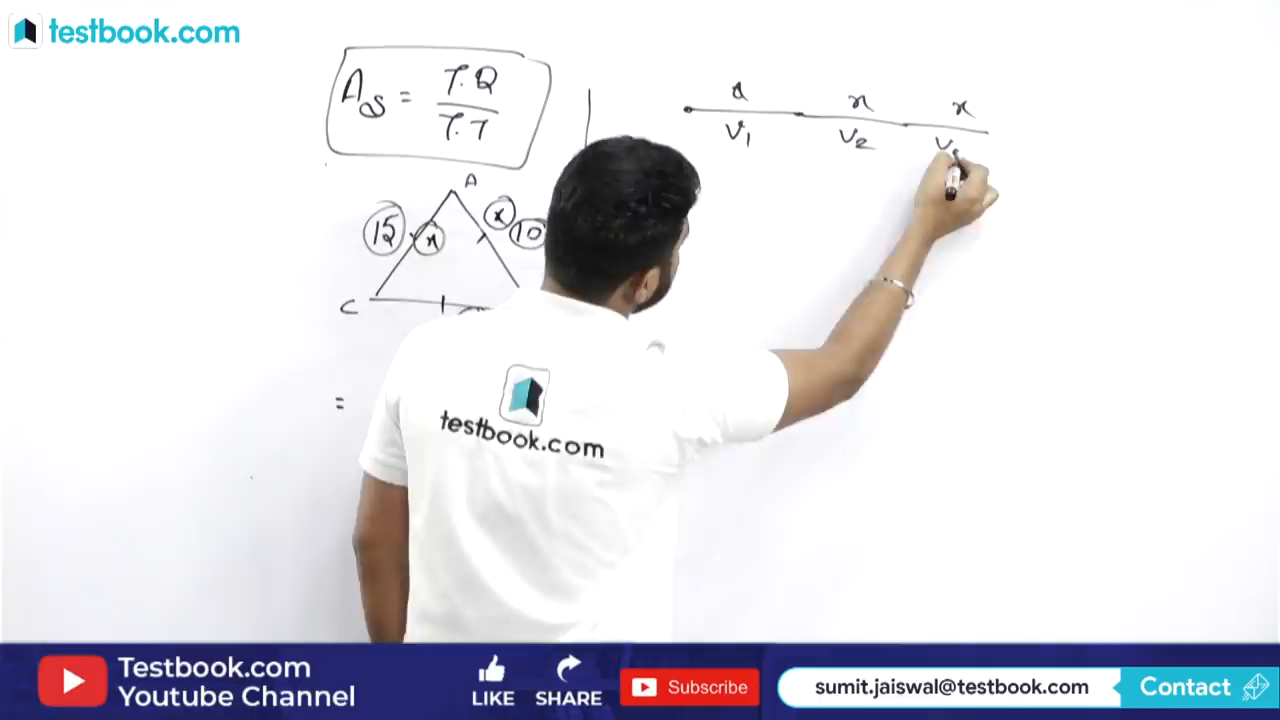 testbook.com
AS = T.D
T.T
x x x
V1 V2 V
A
15 x x 10
C
=
testbook.com
Testbook.com
Youtube Channel
LIKE SHARE Subscribe sumit.jaiswal@testbook.com Contact